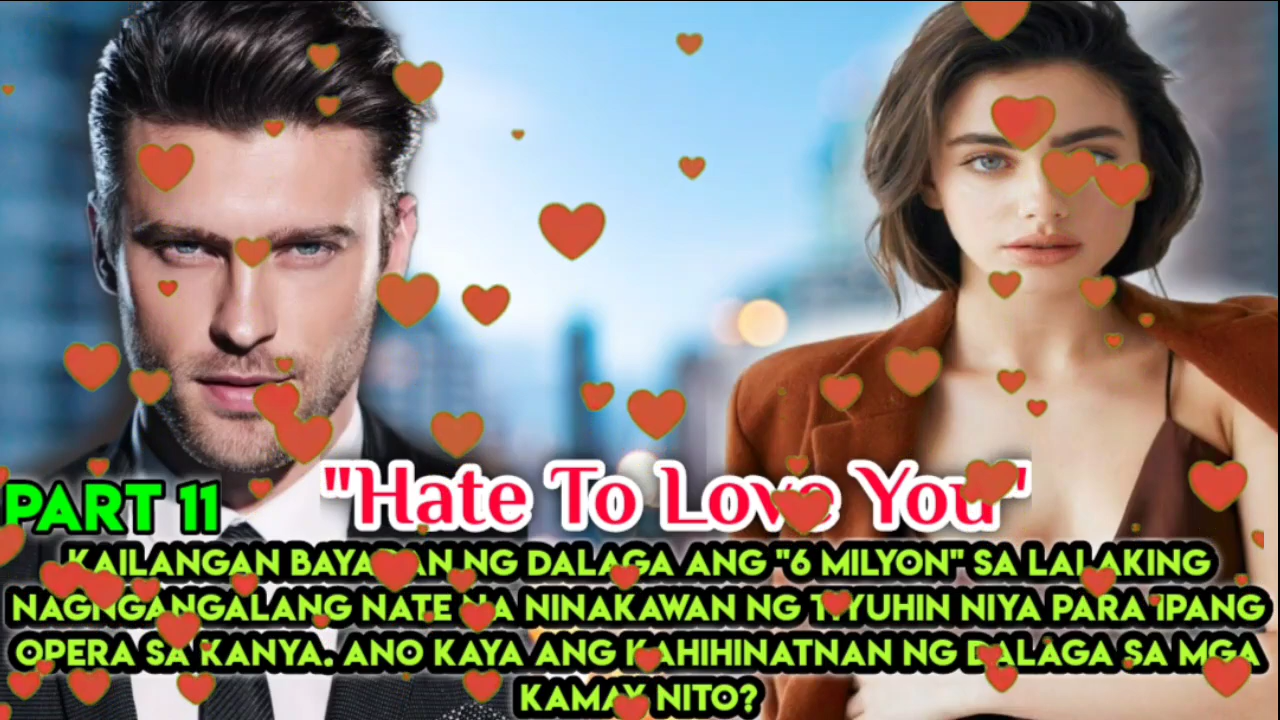 PART 11
"Hate To Love You"
KAILANGAN BAYARAN NG DALAGA ANG "6 MILYON" SA LALAKING
NAGNGANGALANG NATE NA NINAKAWAN NG TIYUHIN NIYA PARA IPANG
OPERA SA KANYA. ANO KAYA ANG KAHIHINATNAN NG DALAGA SA MGA
KAMAY NITO?